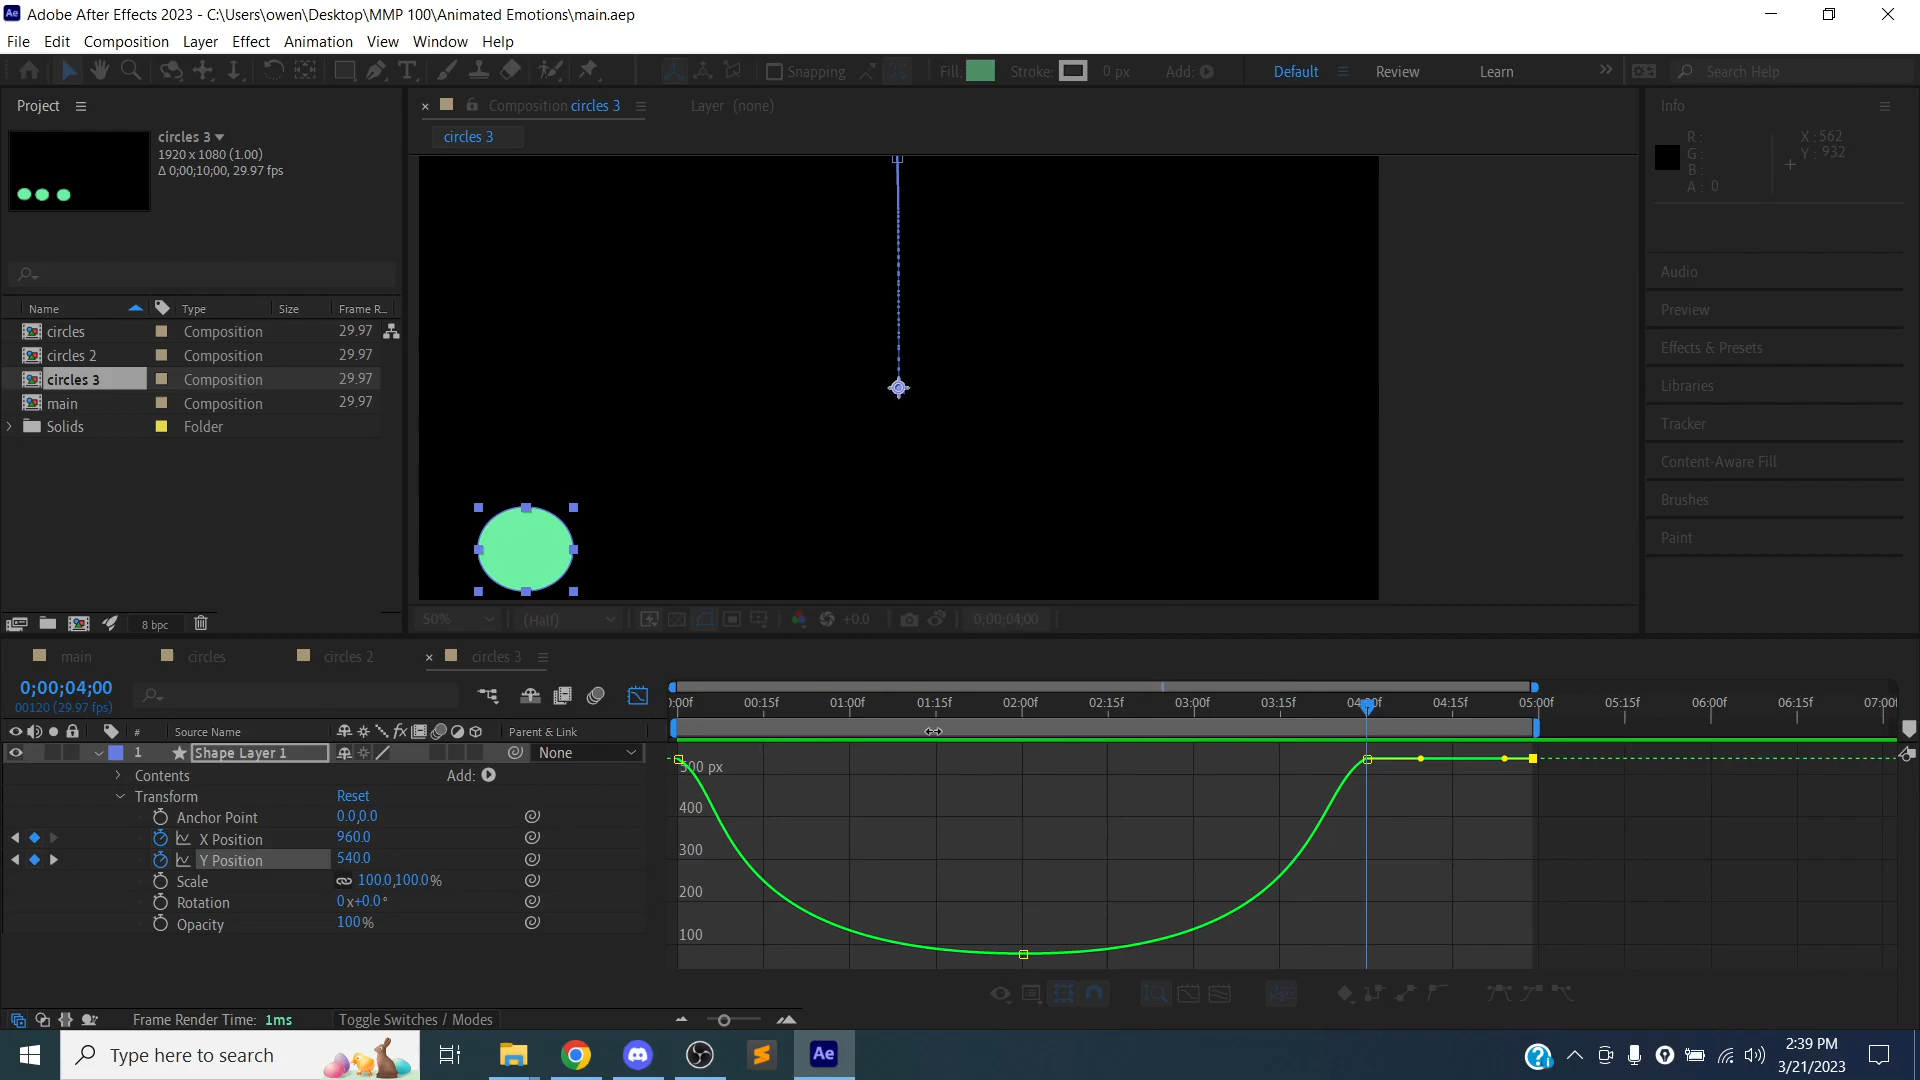 Adobe After Effects 2023 - C:\Users\owen\Desktop\MMP 100\Animated Emotions\main.aep
File Edit Composition Layer Effect Animation View Window Help
Snapping Fill: Stroke: 0 px Add: Default Review Learn Search Help
Project
Composition circles 3 Layer (none)
Info
circles 3
1920 x 1080 (1.00)
Δ 0;00;10;00, 29.97 fps
circles 3
R:
G:
B:
A: 0
X : 562
Y : 932
Name Type Size Frame R...
circles Composition 29.97
circles 2 Composition 29.97
circles 3 Composition 29.97
main Composition 29.97
Solids Folder
Audio
Preview
Effects & Presets
Libraries
Tracker
Content-Aware Fill
Brushes
Paint
8 bpc
50% (Half) +0.0 0;00;04;00
main circles circles 2 circles 3
0;00;04;00
00120 (29.97 fps)
):00f 00:15f 01:00f 01:15f 02:00f 02:15f 03:00f 03:15f 04:00f 04:15f 05:00f 05:15f 06:00f 06:15f 07:00f
# Source Name fx Parent & Link
1 Shape Layer 1 None
Contents Add:
Transform Reset
Anchor Point 0.0,0.0
X Position 960.0
Y Position 540.0
Scale 100.0,100.0%
Rotation 0x+0.0°
Opacity 100%
500 px
400
300
200
100
Frame Render Time: 1ms Toggle Switches / Modes
Type here to search
Ae
2:39 PM
3/21/2023